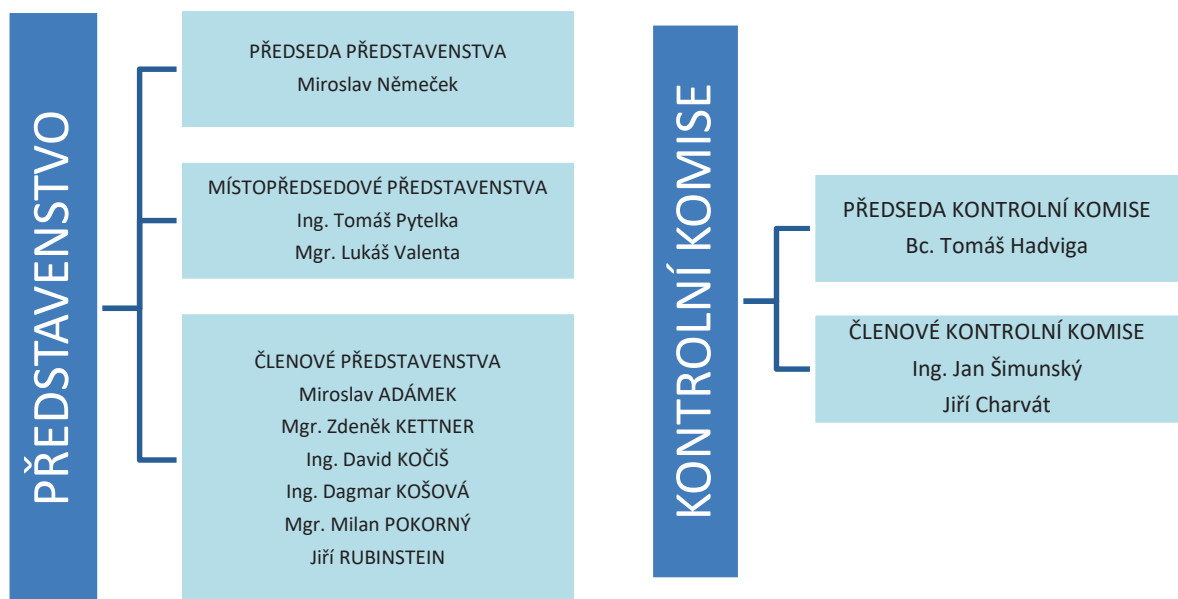 PŘEDSTAVENSTVO
PŘEDSEDA PŘEDSTAVENSTVA
Miroslav Němeček
MÍSTOPŘEDSEDOVÉ PŘEDSTAVENSTVA
Ing. Tomáš Pytelka
Mgr. Lukáš Valenta
ČLENOVÉ PŘEDSTAVENSTVA
Miroslav ADÁMEK
Mgr. Zdeněk KETTNER
Ing. David KOČIŠ
Ing. Dagmar KOŠOVÁ
Mgr. Milan POKORNÝ
Jiří RUBINSTEIN
KONTROLNÍ KOMISE
PŘEDSEDA KONTROLNÍ KOMISE
Bc. Tomáš Hadviga
ČLENOVÉ KONTROLNÍ KOMISE
Ing. Jan Šimunský
Jiří Charvát